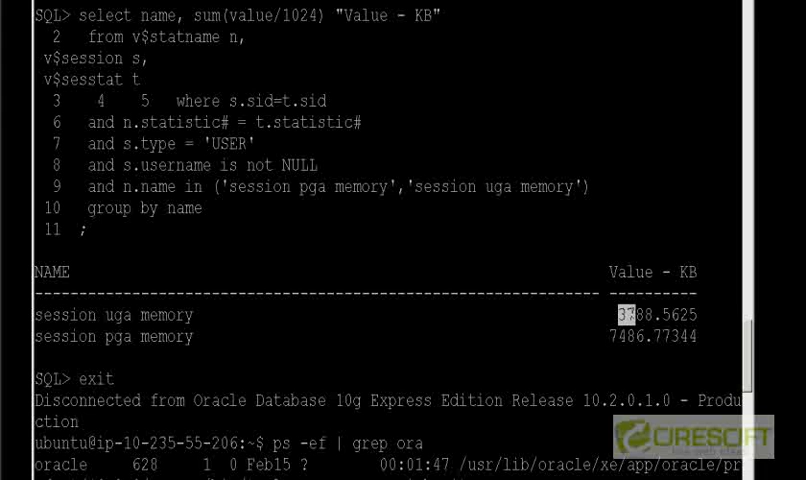 SQL> select name, sum(value/1024) "Value - KB"
2 from v$statname n,
v$session s,
v$sesstat t
3 4 5 where s.sid=t.sid
6 and n.statistic# = t.statistic#
7 and s.type = 'USER'
8 and s.username is not NULL
9 and n.name in ('session pga memory','session uga memory')
10 group by name
11 ;
NAME Value - KB
---------------------------------------------------------------- ----------
session uga memory 3788.5625
session pga memory 7486.77344
SQL> exit
Disconnected from Oracle Database 10g Express Edition Release 10.2.0.1.0 - Produ
ction
ubuntu@ip-10-235-55-206:~$ ps -ef | grep ora
oracle 628 1 0 Feb15 ? 00:01:47 /usr/lib/oracle/xe/app/oracle/pr